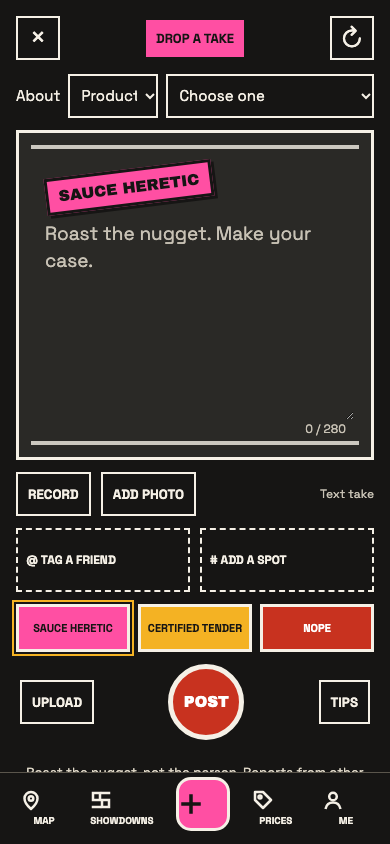 ×
DROP A TAKE
About Product Choose one
SAUCE HERETIC
Roast the nugget. Make your
case.
0 / 280
RECORD ADD PHOTO Text take
@ TAG A FRIEND # ADD A SPOT
SAUCE HERETIC CERTIFIED TENDER NOPE
UPLOAD POST TIPS
Roast the nugget, not the person. Reports from other
MAP SHOWDOWNS + PRICES ME